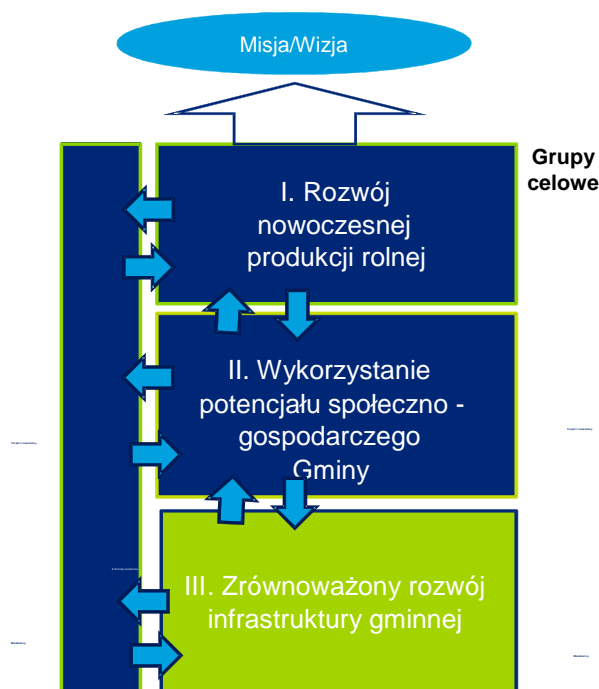 Misja/Wizja
Grupy
celowe
I. Rozwój
nowoczesnej
produkcji rolnej
II. Wykorzystanie
potencjału społeczno -
gospodarczego
Gminy
III. Zrównoważony rozwój
infrastruktury gminnej